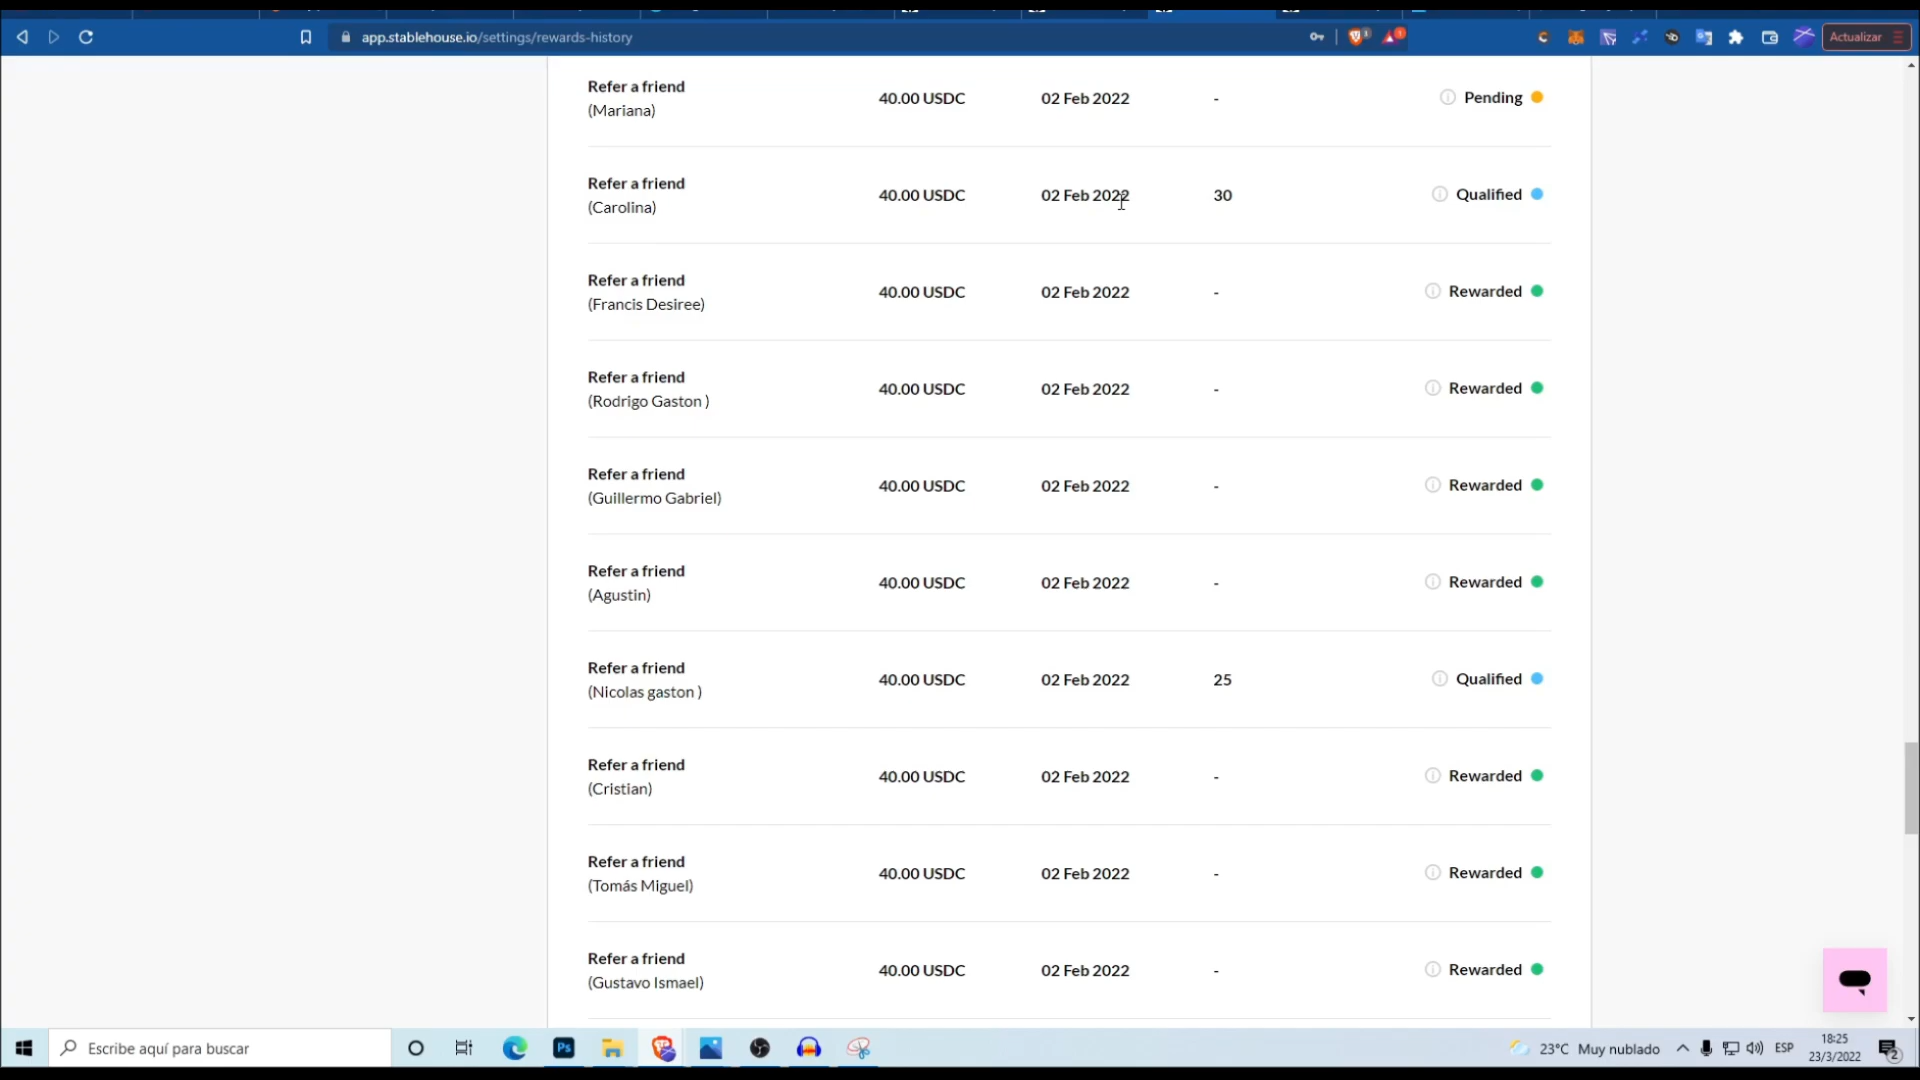 app.stablehouse.io/settings/rewards-history
Actualizar
Refer a friend
(Mariana)
40.00 USDC
02 Feb 2022
-
Pending
Refer a friend
(Carolina)
40.00 USDC
02 Feb 2022
30
Qualified
Refer a friend
(Francis Desiree)
40.00 USDC
02 Feb 2022
-
Rewarded
Refer a friend
(Rodrigo Gaston )
40.00 USDC
02 Feb 2022
-
Rewarded
Refer a friend
(Guillermo Gabriel)
40.00 USDC
02 Feb 2022
-
Rewarded
Refer a friend
(Agustin)
40.00 USDC
02 Feb 2022
-
Rewarded
Refer a friend
(Nicolas gaston )
40.00 USDC
02 Feb 2022
25
Qualified
Refer a friend
(Cristian)
40.00 USDC
02 Feb 2022
-
Rewarded
Refer a friend
(Tomás Miguel)
40.00 USDC
02 Feb 2022
-
Rewarded
Refer a friend
(Gustavo Ismael)
40.00 USDC
02 Feb 2022
-
Rewarded
Escribe aquí para buscar
Ps
23°C Muy nublado
ESP
18:25
23/3/2022
2